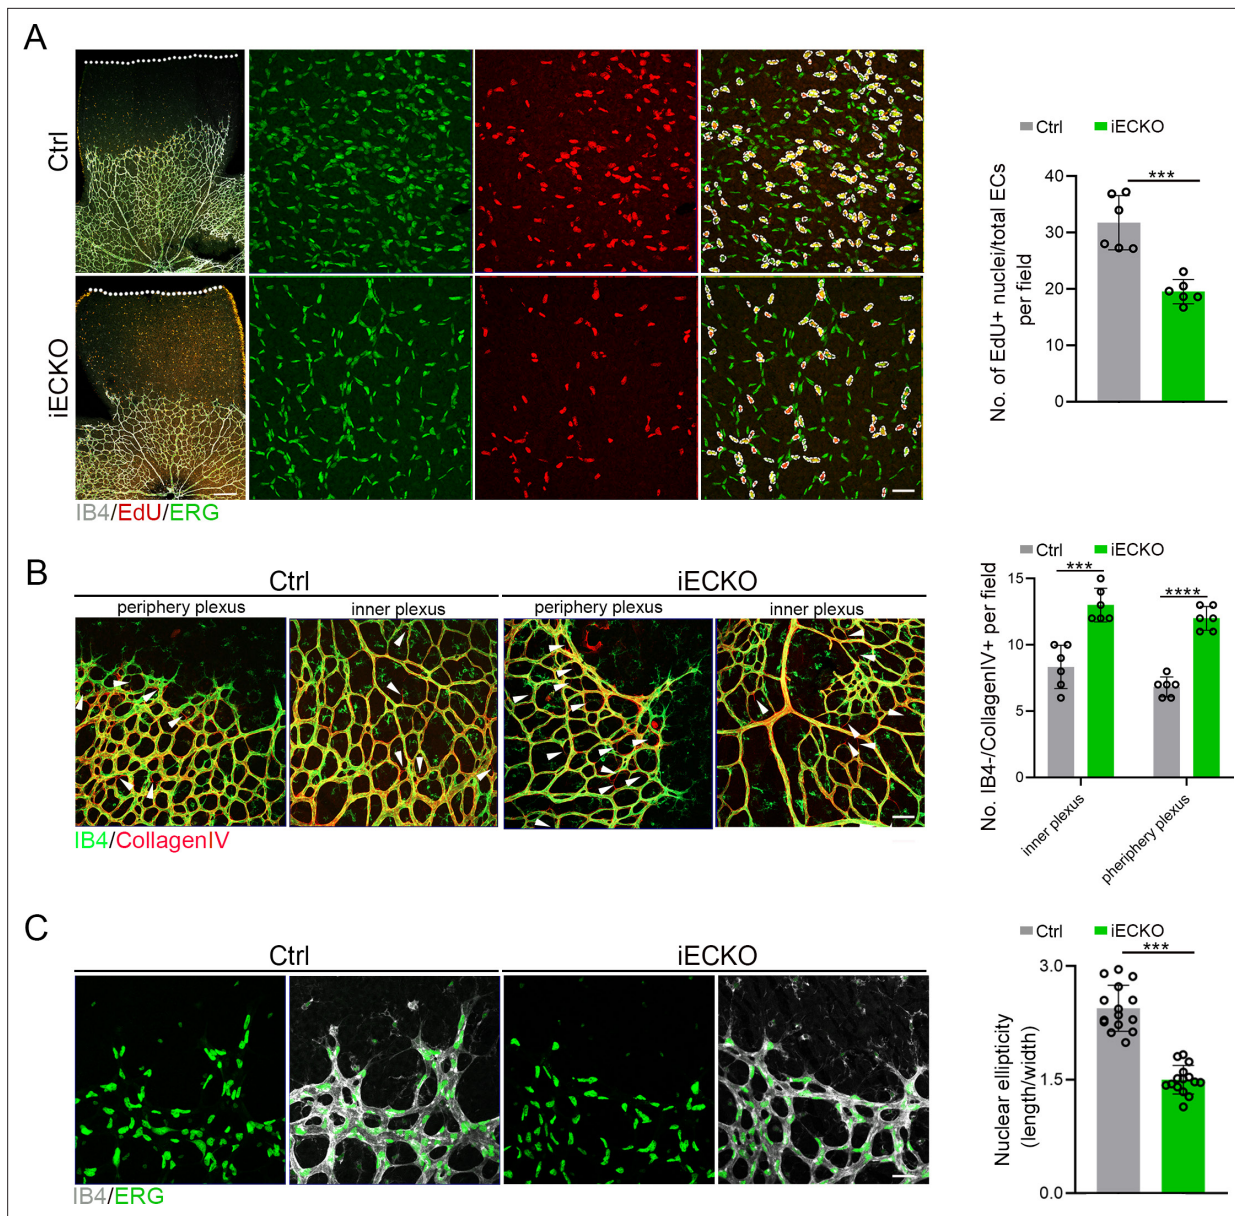 A
Ctrl
iECKO
IB4/EdU/ERG
Ctrl
iECKO
No. of EdU+ nuclei/total ECs
per field
40
30
20
10
0
***
B
Ctrl
iECKO
periphery plexus
inner plexus
periphery plexus
inner plexus
IB4/CollagenIV
Ctrl
iECKO
No. IB4-/CollagenIV+ per field
15
10
5
0
***
****
inner plexus
pheriphery plexus
C
Ctrl
iECKO
IB4/ERG
Ctrl
iECKO
Nuclear ellipticity
(length/width)
3.0
1.5
0.0
***